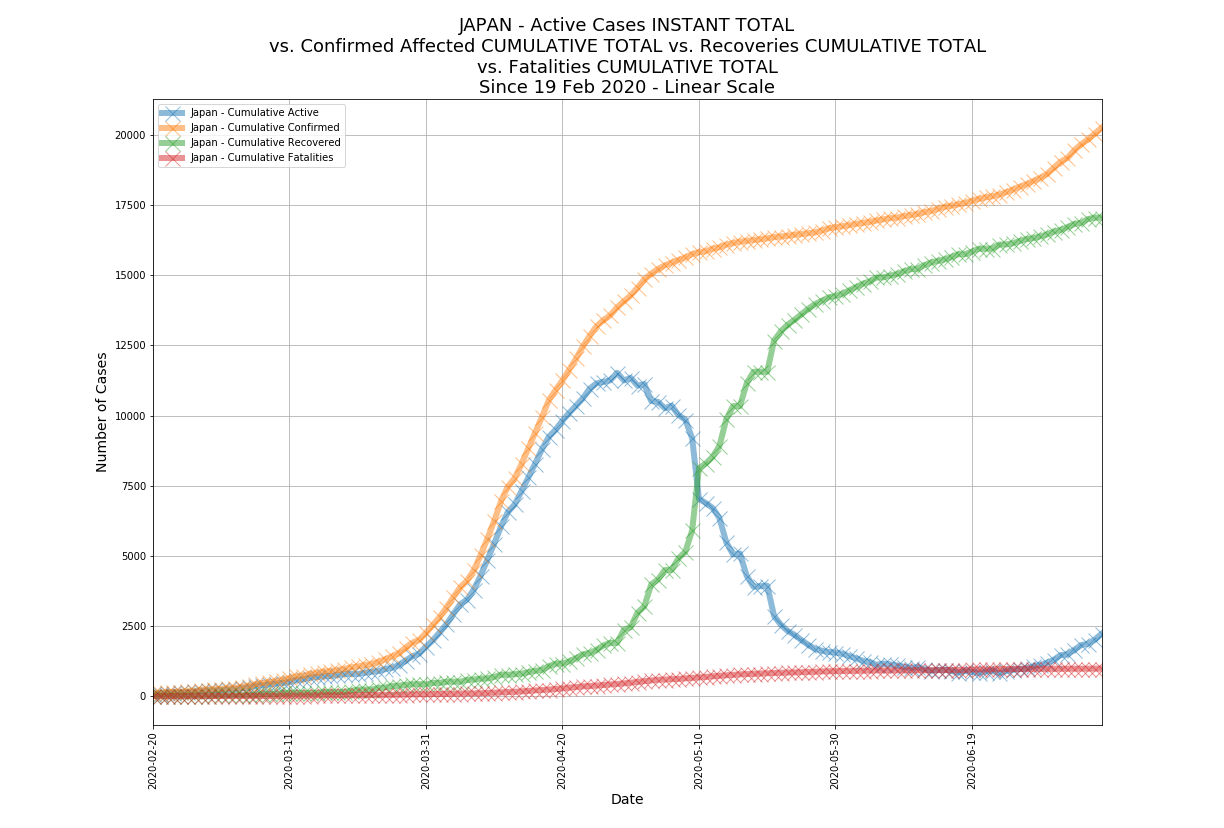 JAPAN - Active Cases INSTANT TOTAL
vs. Confirmed Affected CUMULATIVE TOTAL vs. Recoveries CUMULATIVE TOTAL
vs. Fatalities CUMULATIVE TOTAL
Since 19 Feb 2020 - Linear Scale
Japan - Cumulative Active
Japan - Cumulative Confirmed
Japan - Cumulative Recovered
Japan - Cumulative Fatalities
Number of Cases
20000
17500
15000
12500
10000
7500
5000
2500
0
2020-02-20
2020-03-11
2020-03-31
2020-04-20
2020-05-10
2020-05-30
2020-06-19
Date